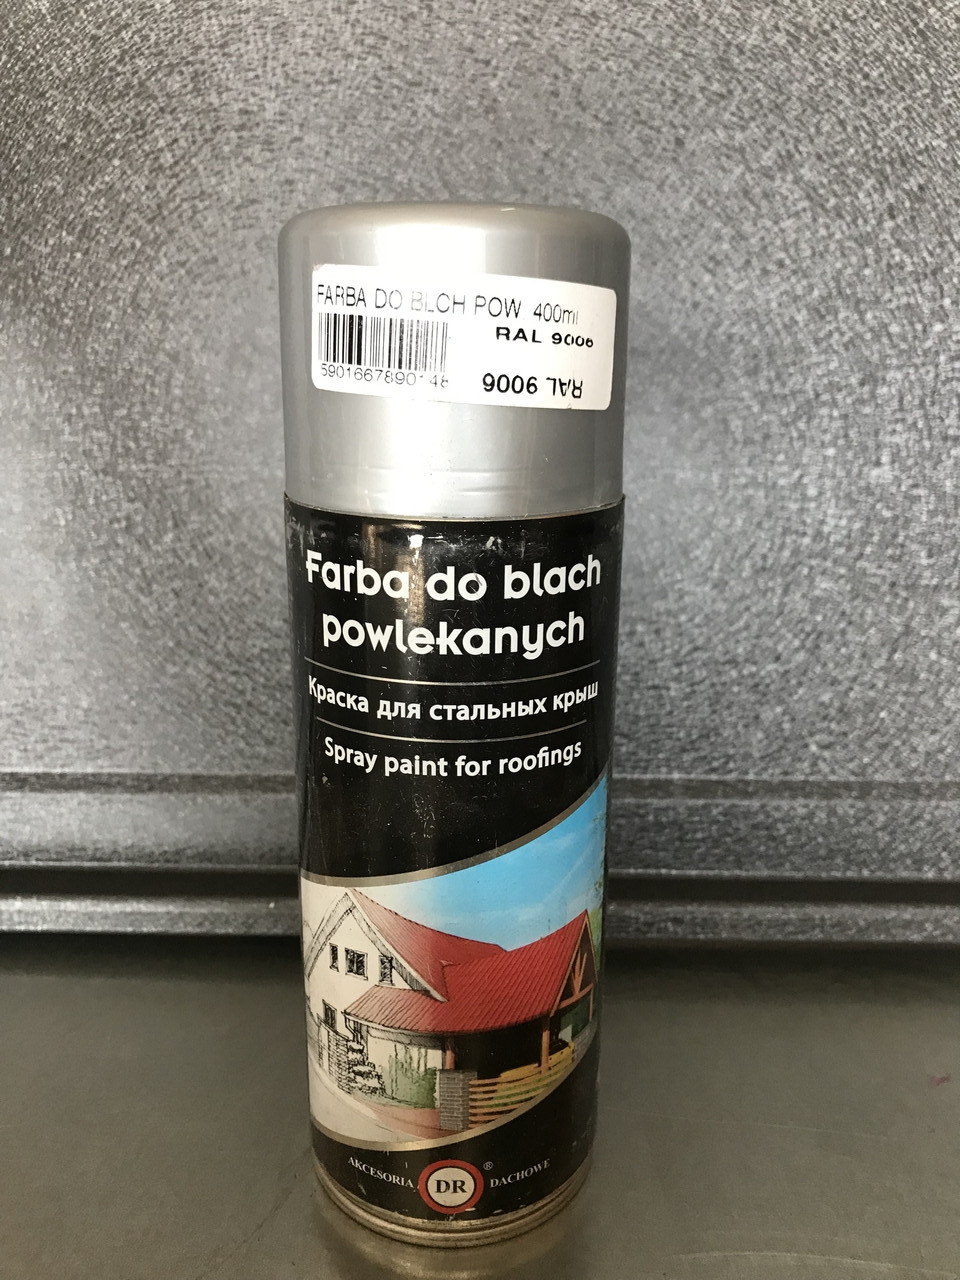 FARBA DO BLCH POW. 400ml
RAL 9006
5901667890148
RAL 9006
Farba do blach
powlekanych
Краска для стальных крыш
Spray paint for roofings
AKCESORIA DR® DACHOWE